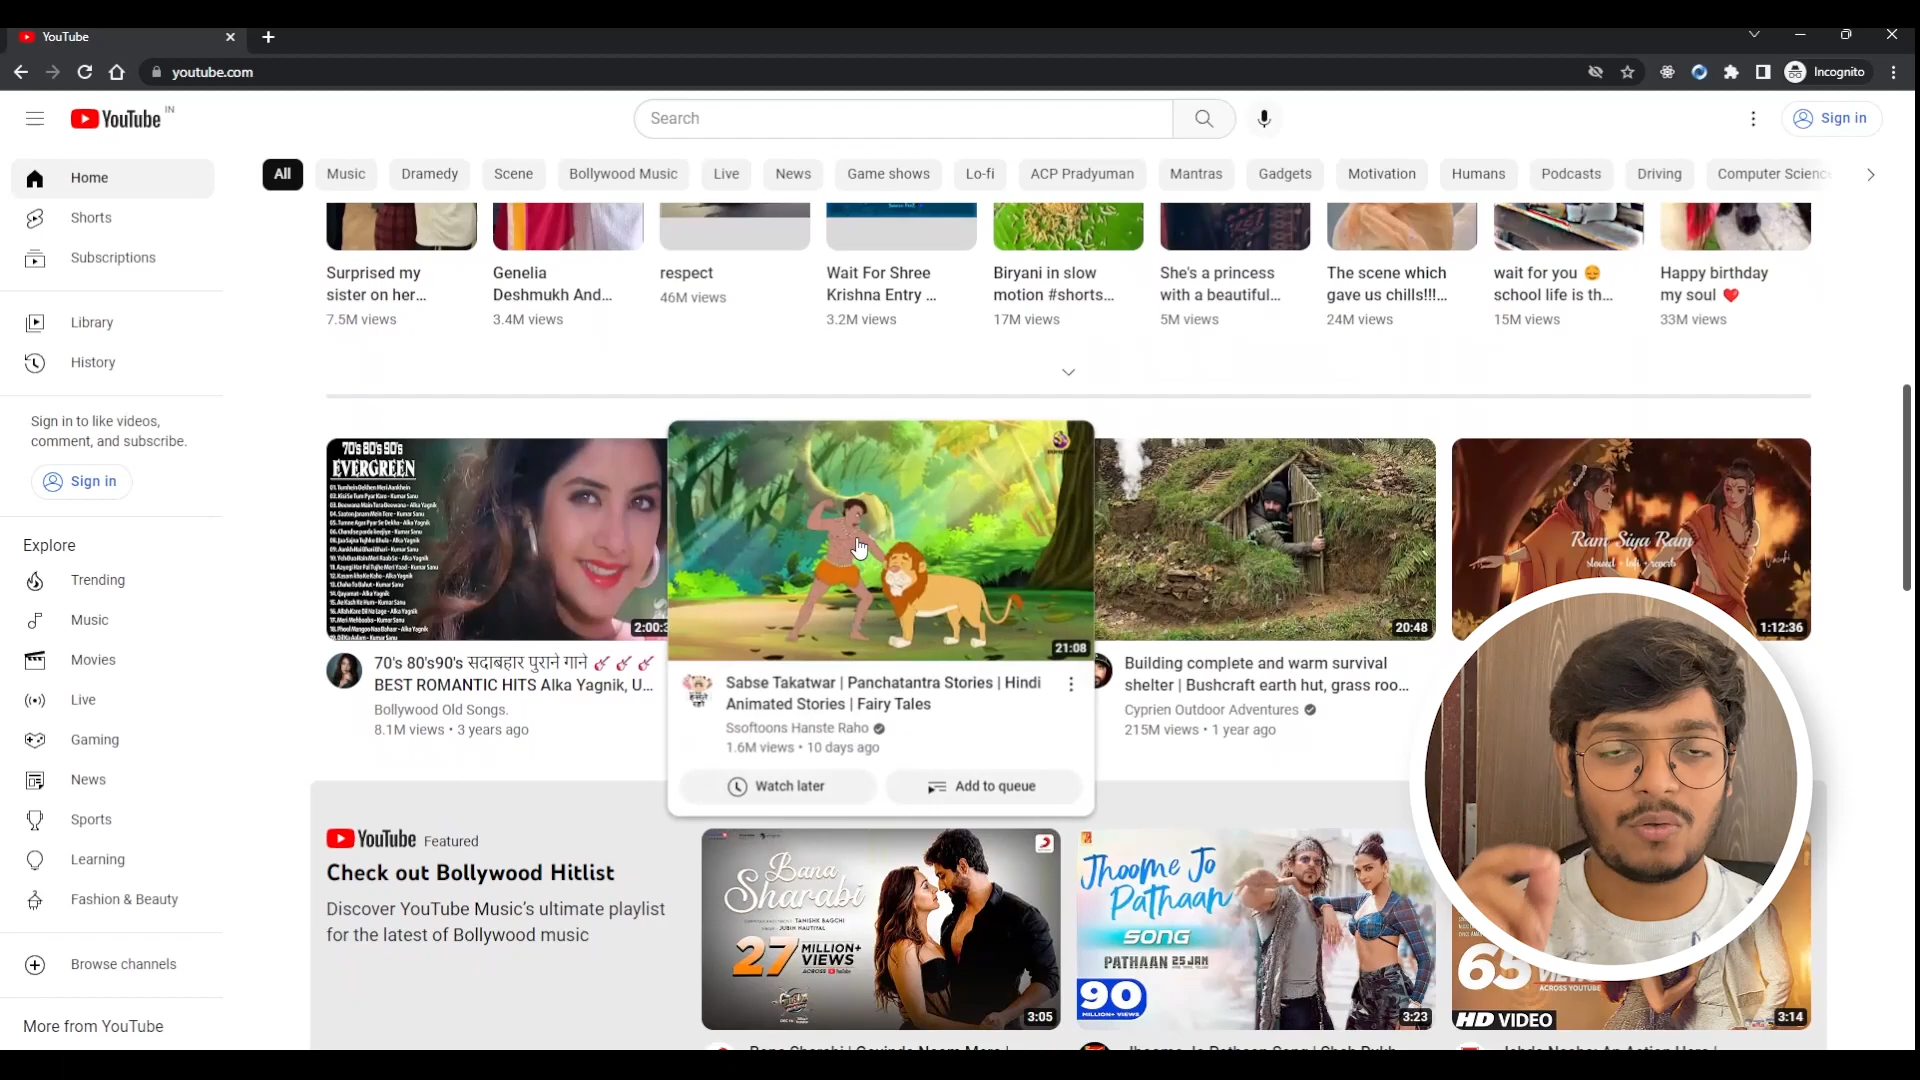 YouTube
youtube.com
Incognito
YouTube IN
Search
Sign in
Home
Shorts
Subscriptions
Library
History
Sign in to like videos,
comment, and subscribe.
Sign in
Explore
Trending
Music
Movies
Live
Gaming
News
Sports
Learning
Fashion & Beauty
Browse channels
More from YouTube
All Music Dramedy Scene Bollywood Music Live News Game shows Lo-fi ACP Pradyuman Mantras Gadgets Motivation Humans Podcasts Driving Computer Science
Surprised my
sister on her...
7.5M views
Genelia
Deshmukh And...
3.4M views
respect
46M views
Wait For Shree
Krishna Entry ...
3.2M views
Biryani in slow
motion #shorts...
17M views
She's a princess
with a beautiful...
5M views
The scene which
gave us chills!!!...
24M views
wait for you 😊
school life is th...
15M views
Happy birthday
my soul ❤️
33M views
70's 80's 90's
EVERGREEN
2:00:3
70's 80's90's सदाबहार पुराने गाने 🎸 🎸 🎸
BEST ROMANTIC HITS Alka Yagnik, U...
Bollywood Old Songs.
8.1M views • 3 years ago
21:08
Sabse Takatwar | Panchatantra Stories | Hindi
Animated Stories | Fairy Tales
Ssoftoons Hanste Raho
1.6M views • 10 days ago
Watch later
Add to queue
20:48
Building complete and warm survival
shelter | Bushcraft earth hut, grass roo...
Cyprien Outdoor Adventures
215M views • 1 year ago
Ram Siya Ram
slowed - lofi - reverb
1:12:36
YouTube Featured
Check out Bollywood Hitlist
Discover YouTube Music's ultimate playlist
for the latest of Bollywood music
Bana
Sharabi
TANISHK BAGCHI
JUBIN NAUTIYAL
27 MILLION+
VIEWS
ACROSS YouTube
3:05
Jhoome Jo
Pathaan
SONG
PATHAAN 25 JAN
90
MILLION+ VIEWS
3:23
65
ACROSS YOUTUBE
HD VIDEO
3:14